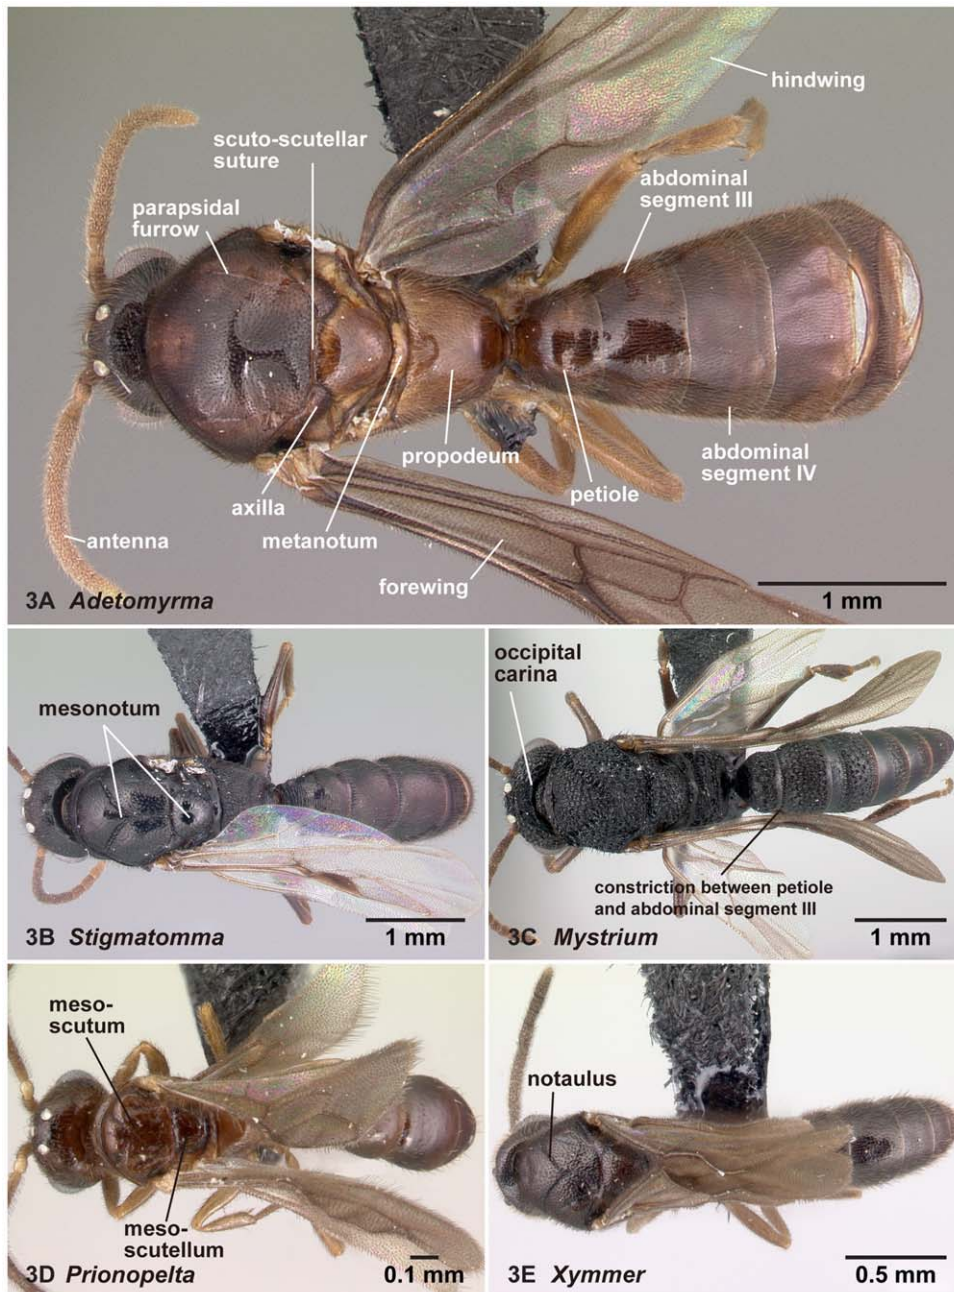 hindwing
scuto-scutellar
suture
abdominal
segment III
parapsidal
furrow
propodeum
abdominal
segment IV
axilla
petiole
antenna
metanotum
forewing
1 mm
3A Adetomyrma
mesonotum
1 mm
3B Stigmatomma
occipital
carina
constriction between petiole
and abdominal segment III
1 mm
3C Mystrium
meso-
scutum
meso-
scutellum
0.1 mm
3D Prionopelta
notaulus
0.5 mm
3E Xymmer